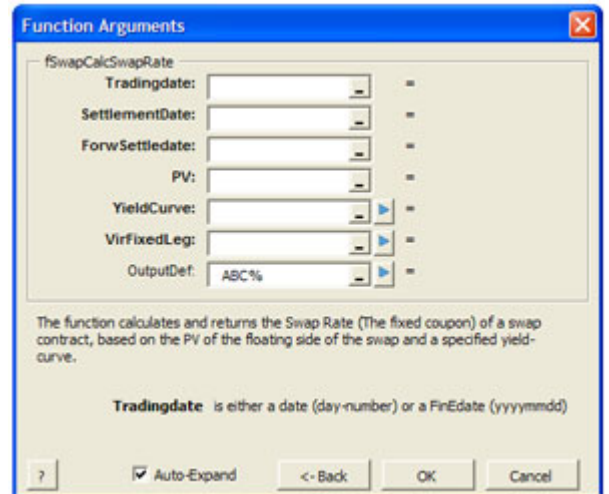 Function Arguments
fSwapCalcSwapRate
Tradingdate: =
SettlementDate: =
ForwSettledate: =
PV: =
YieldCurve: =
VirFixedLeg: =
OutputDef: ABC% =
The function calculates and returns the Swap Rate (The fixed coupon) of a swap
contract, based on the PV of the floating side of the swap and a specified yield-
curve.
Tradingdate is either a date (day-number) or a FinEdate (yyyymmdd)
? Auto-Expand <- Back OK Cancel